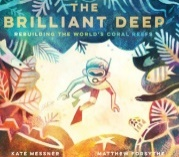 THE
BRILLIANT DEEP
REBUILDING THE WORLD'S CORAL REEFS
KATE MESSNER
MATTHEW FORSYTHE